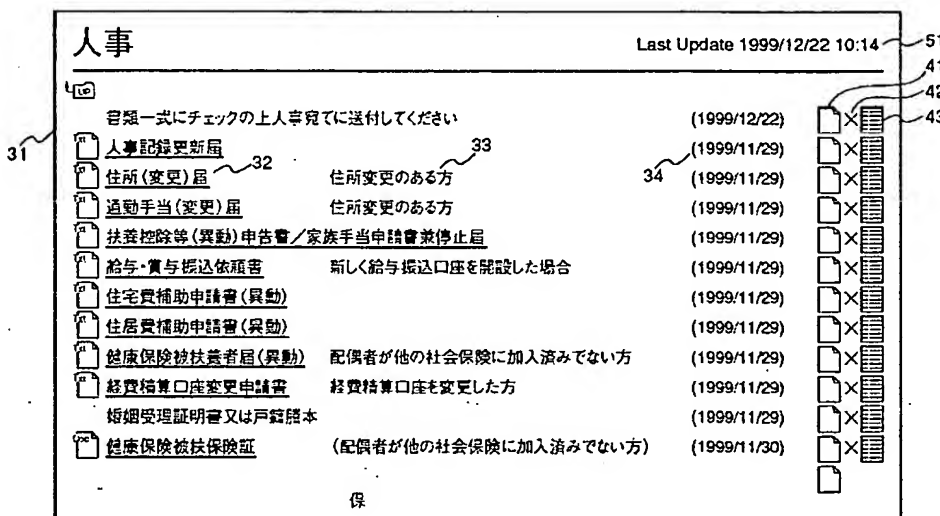 人事 Last Update 1999/12/22 10:14 51
41
UP 42
書類一式にチェックの上人事宛てに送付してください (1999/12/22) × 43
31
人事記録更新届 33 (1999/11/29) ×
住所(変更)届 32 住所変更のある方 34 (1999/11/29) ×
通勤手当(変更)届 住所変更のある方 (1999/11/29) ×
扶養控除等(異動)申告書/家族手当申請書兼停止届 (1999/11/29) ×
給与・賞与振込依頼書 新しく給与振込口座を開設した場合 (1999/11/29) ×
住宅費補助申請書(異動) (1999/11/29) ×
住居費補助申請書(異動) (1999/11/29) ×
健康保険被扶養者届(異動) 配偶者が他の社会保険に加入済みでない方 (1999/11/29) ×
経費精算口座変更申請書 経費精算口座を変更した方 (1999/11/29) ×
婚姻受理証明書又は戸籍謄本 (1999/11/29) ×
健康保険被扶保険証 (配偶者が他の社会保険に加入済みでない方) (1999/11/30) ×
保